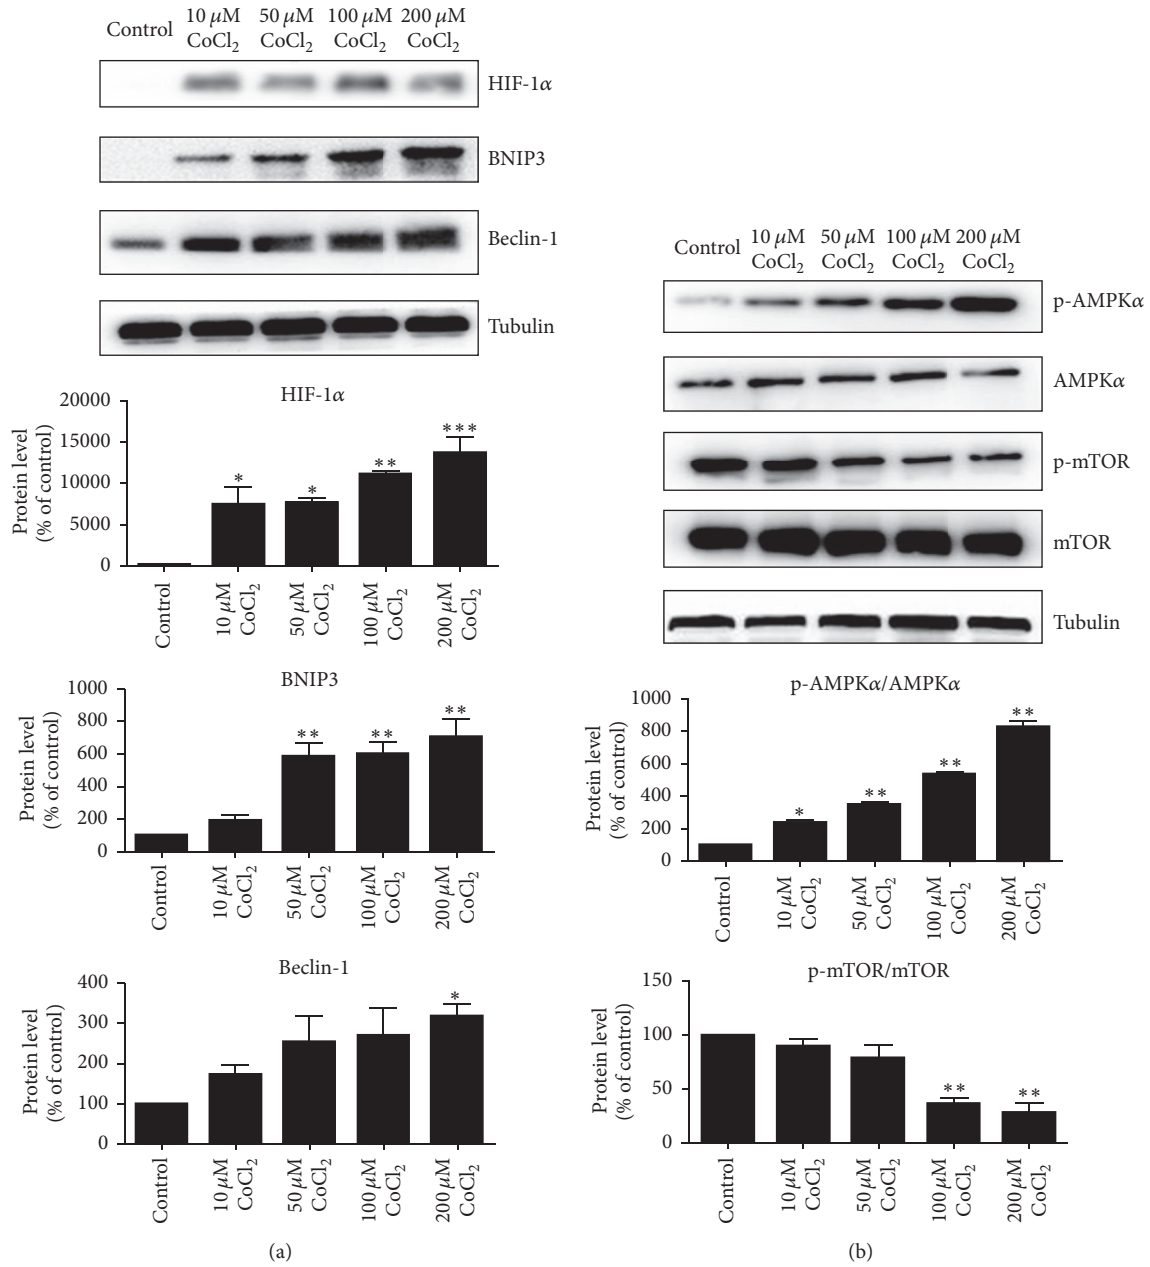 Control
10 μM CoCl₂
50 μM CoCl₂
100 μM CoCl₂
200 μM CoCl₂
HIF-1α
BNIP3
Beclin-1
Tubulin
HIF-1α
Protein level
(% of control)
20000
15000
10000
5000
0
*
*
**
***
Control
10 μM CoCl₂
50 μM CoCl₂
100 μM CoCl₂
200 μM CoCl₂
BNIP3
Protein level
(% of control)
1000
800
600
400
200
0
**
**
**
Control
10 μM CoCl₂
50 μM CoCl₂
100 μM CoCl₂
200 μM CoCl₂
Beclin-1
Protein level
(% of control)
400
300
200
100
0
*
Control
10 μM CoCl₂
50 μM CoCl₂
100 μM CoCl₂
200 μM CoCl₂
(a)
Control
10 μM CoCl₂
50 μM CoCl₂
100 μM CoCl₂
200 μM CoCl₂
p-AMPKα
AMPKα
p-mTOR
mTOR
Tubulin
p-AMPKα/AMPKα
Protein level
(% of control)
1000
800
600
400
200
0
*
**
**
**
Control
10 μM CoCl₂
50 μM CoCl₂
100 μM CoCl₂
200 μM CoCl₂
p-mTOR/mTOR
Protein level
(% of control)
150
100
50
0
**
**
Control
10 μM CoCl₂
50 μM CoCl₂
100 μM CoCl₂
200 μM CoCl₂
(b)